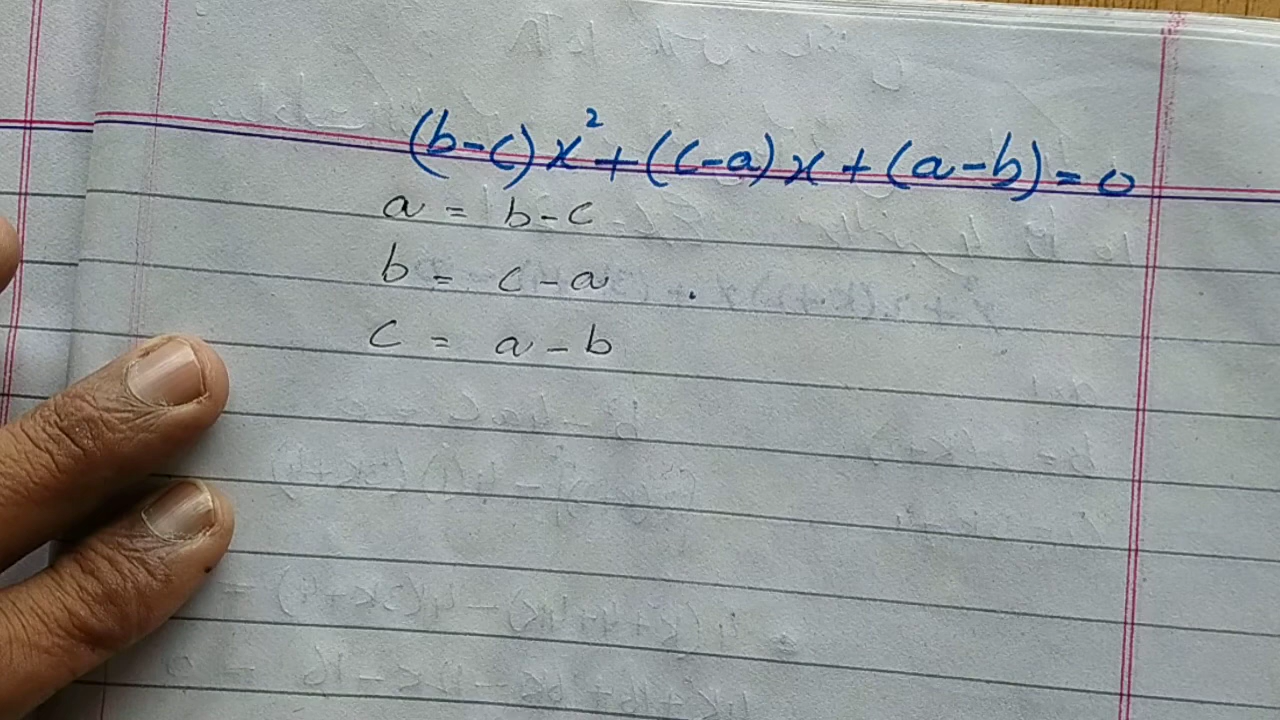 (b-c)x²+(c-a)x+(a-b)=0
a = b-c
b = c-a
c = a-b